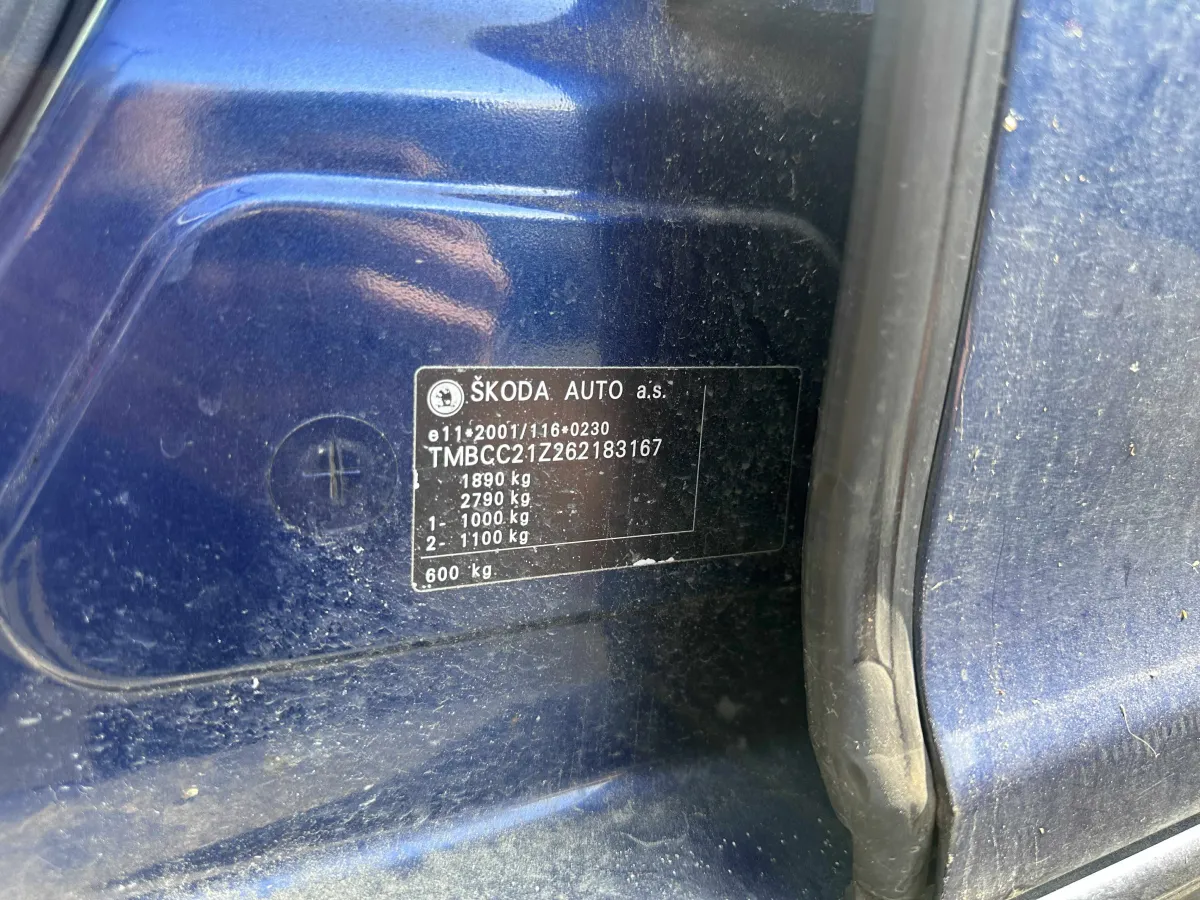 ŠKODA AUTO a.s.
e11*2001/116*0230
TMBCC21Z262183167
1890 kg
2790 kg
1- 1000 kg
2- 1100 kg
600 kg